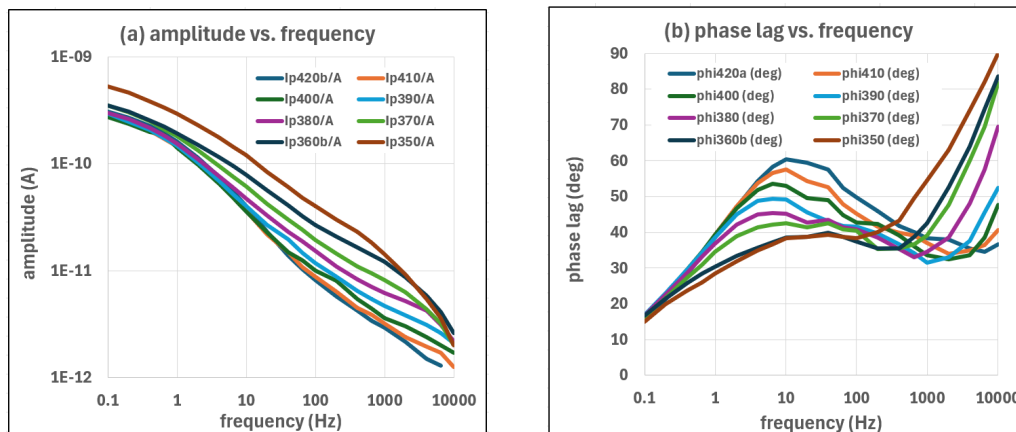 (a) amplitude vs. frequency
1E-09
1E-10
1E-11
1E-12
amplitude (A)
Ip420b/A Ip410/A
Ip400/A Ip390/A
Ip380/A Ip370/A
Ip360b/A Ip350/A
0.1 1 10 100 1000 10000
frequency (Hz)
(b) phase lag vs. frequency
90
80
70
60
50
40
30
20
10
0
phase lag (deg)
phi420a (deg) phi410 (deg)
phi400 (deg) phi390 (deg)
phi380 (deg) phi370 (deg)
phi360b (deg) phi350 (deg)
0.1 1 10 100 1000 10000
frequency (Hz)